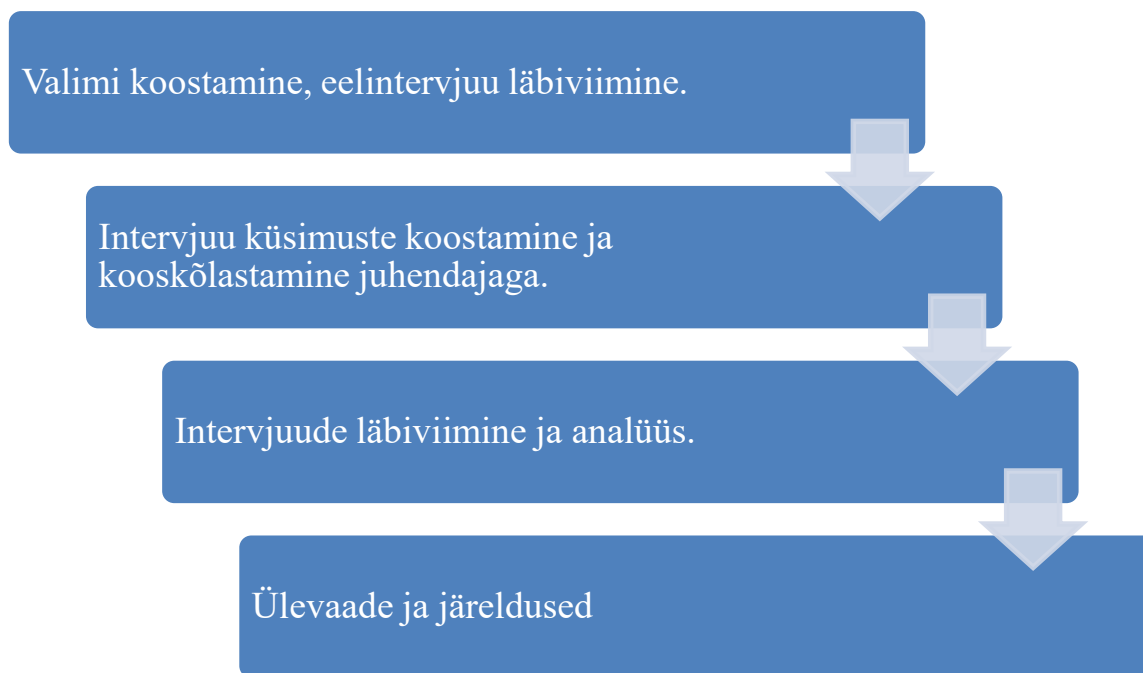 Valimi koostamine, eelintervjuu läbiviimine.
Intervjuu küsimuste koostamine ja
kooskõlastamine juhendajaga.
Intervjuude läbiviimine ja analüüs.
Ülevaade ja järeldused